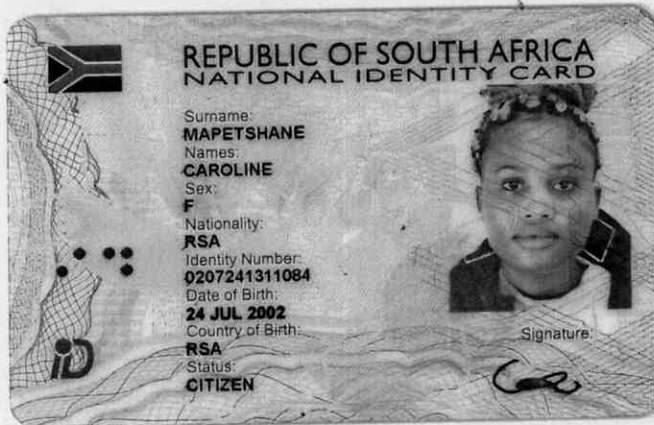 REPUBLIC OF SOUTH AFRICA
NATIONAL IDENTITY CARD
Surname:
MAPETSHANE
Names:
CAROLINE
Sex:
F
Nationality:
RSA
Identity Number:
0207241311084
Date of Birth:
24 JUL 2002
Country of Birth:
RSA
Status:
CITIZEN
Signature:
iD